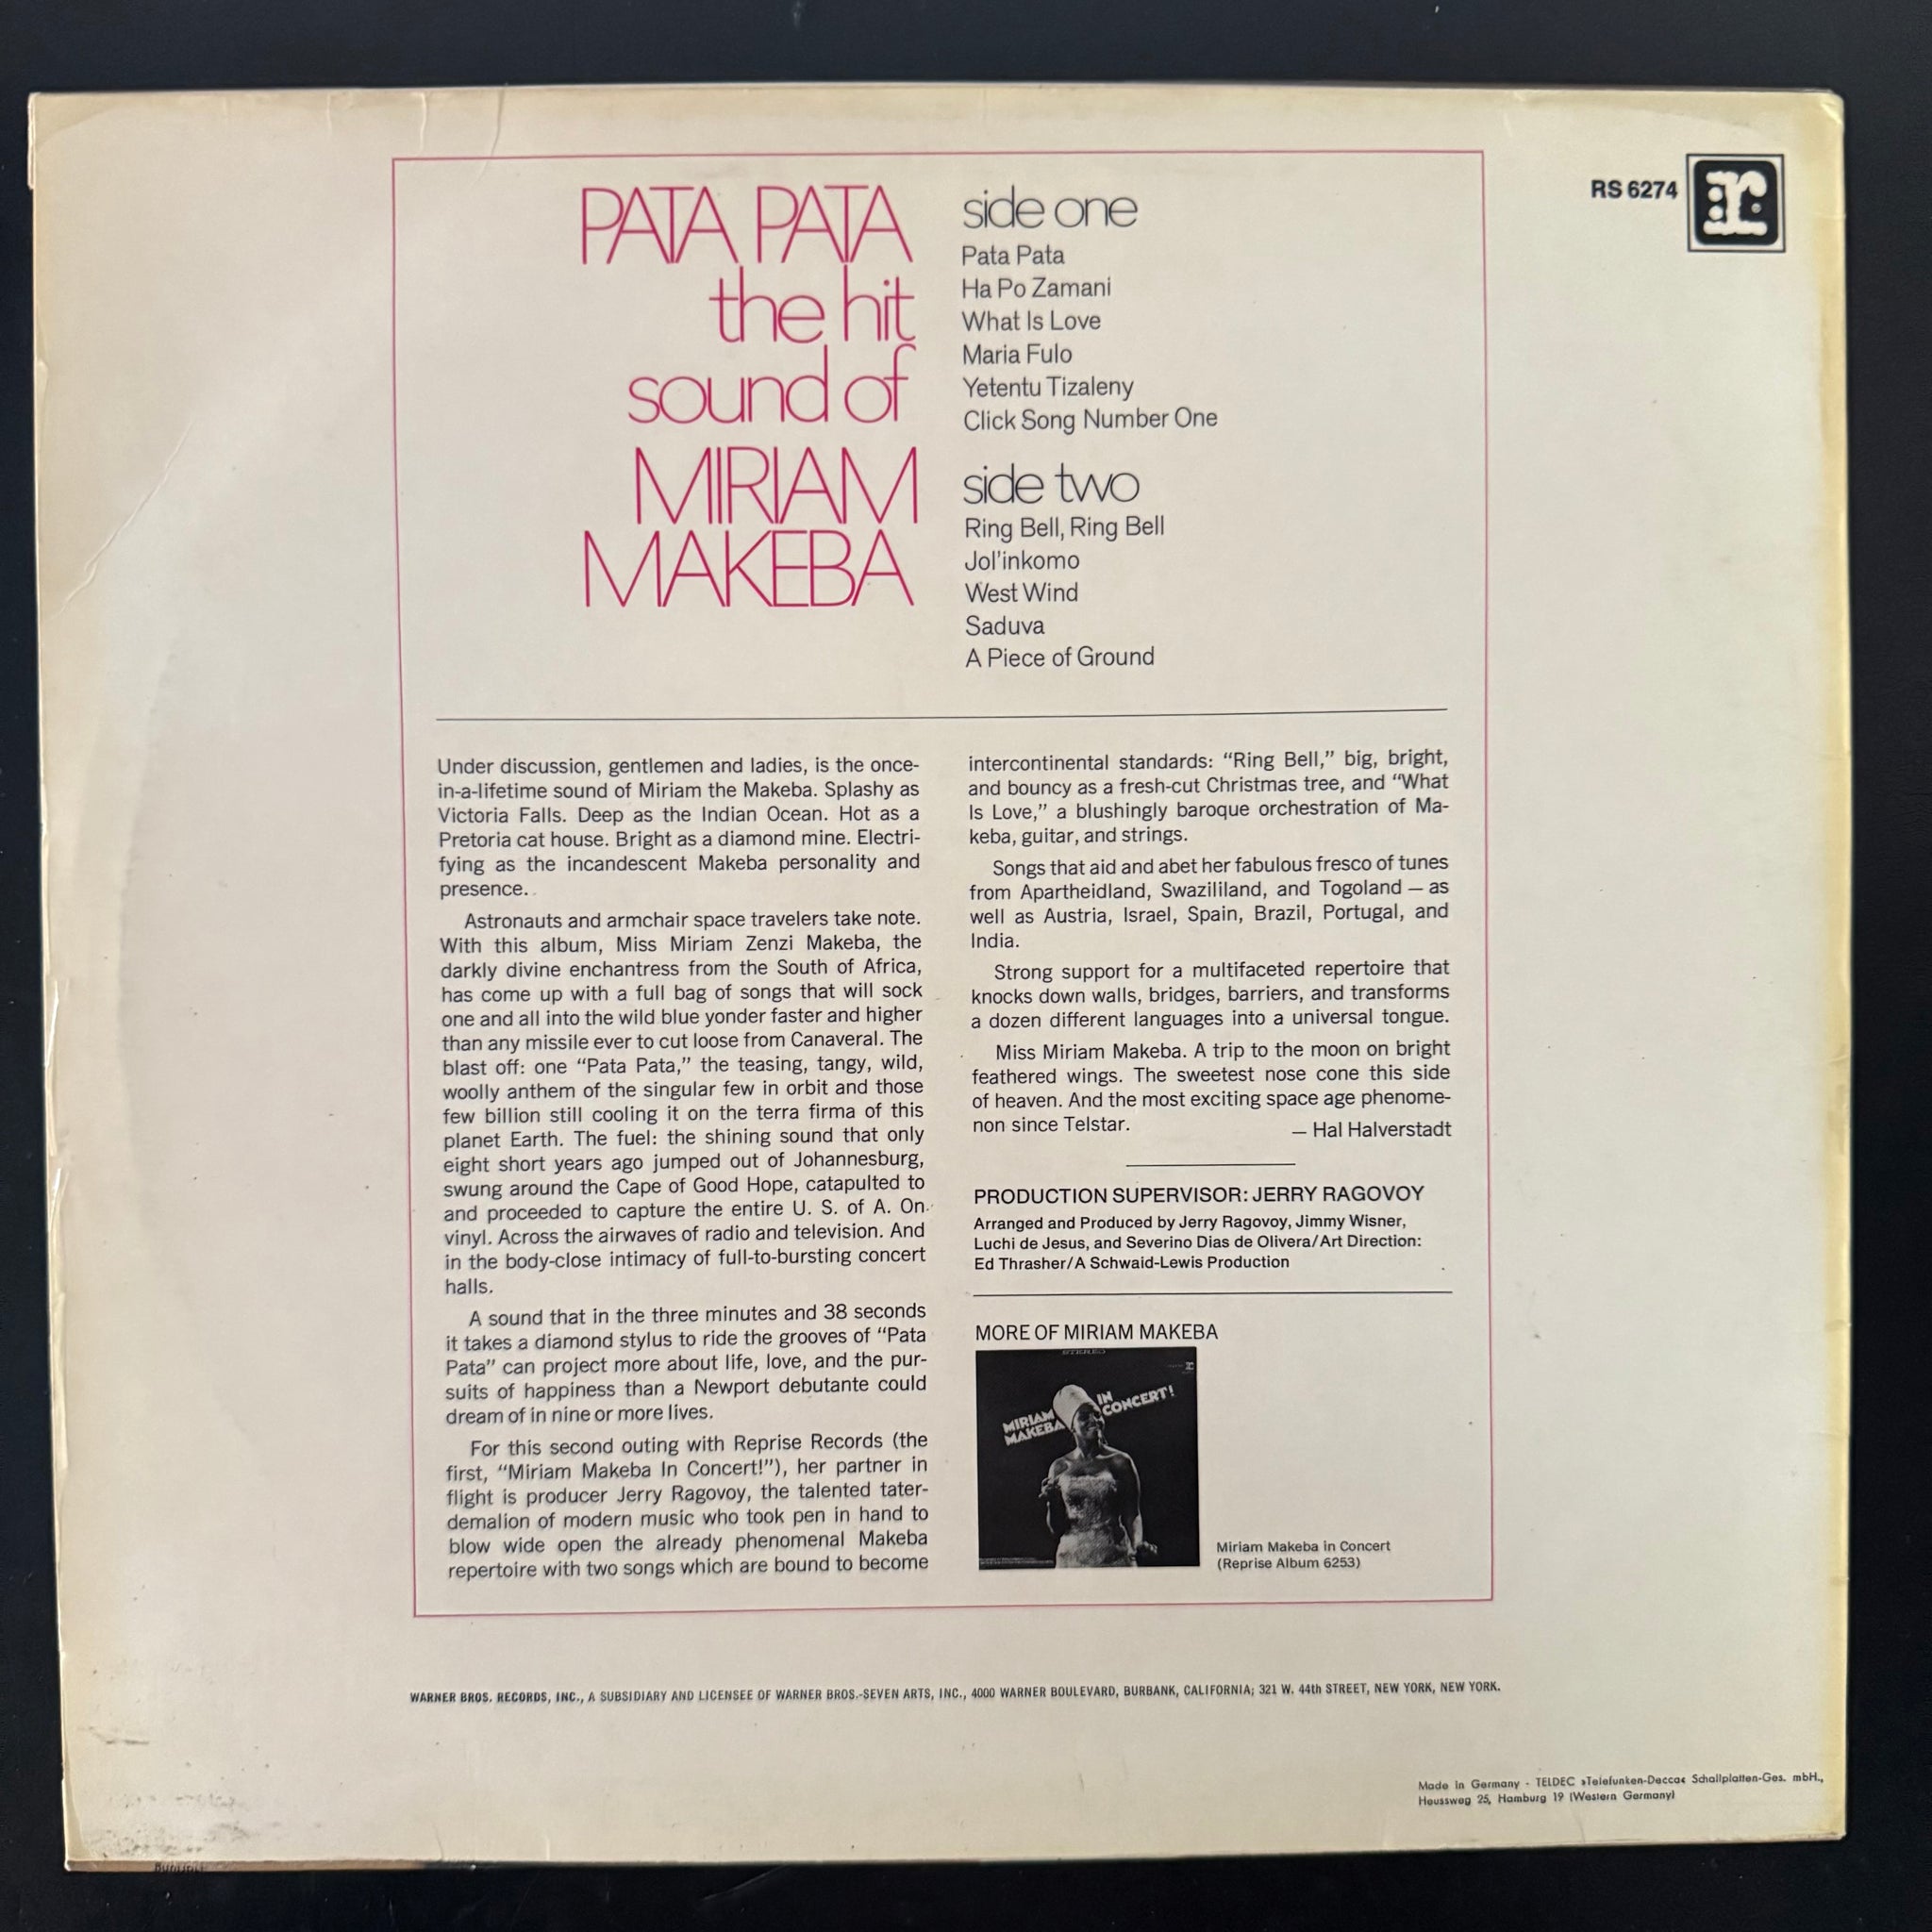 RS 6274
r:
PATA PATA
the hit
sound of
MIRIAM
MAKEBA
side one
Pata Pata
Ha Po Zamani
What Is Love
Maria Fulo
Yetentu Tizaleny
Click Song Number One
side two
Ring Bell, Ring Bell
Jol'inkomo
West Wind
Saduva
A Piece of Ground
Under discussion, gentlemen and ladies, is the once-
in-a-lifetime sound of Miriam the Makeba. Splashy as
Victoria Falls. Deep as the Indian Ocean. Hot as a
Pretoria cat house. Bright as a diamond mine. Electri-
fying as the incandescent Makeba personality and
presence.
Astronauts and armchair space travelers take note.
With this album, Miss Miriam Zenzi Makeba, the
darkly divine enchantress from the South of Africa,
has come up with a full bag of songs that will sock
one and all into the wild blue yonder faster and higher
than any missile ever to cut loose from Canaveral. The
blast off: one “Pata Pata,” the teasing, tangy, wild,
woolly anthem of the singular few in orbit and those
few billion still cooling it on the terra firma of this
planet Earth. The fuel: the shining sound that only
eight short years ago jumped out of Johannesburg,
swung around the Cape of Good Hope, catapulted to
and proceeded to capture the entire U. S. of A. On
vinyl. Across the airwaves of radio and television. And
in the body-close intimacy of full-to-bursting concert
halls.
A sound that in the three minutes and 38 seconds
it takes a diamond stylus to ride the grooves of “Pata
Pata” can project more about life, love, and the pur-
suits of happiness than a Newport debutante could
dream of in nine or more lives.
For this second outing with Reprise Records (the
first, “Miriam Makeba In Concert!”), her partner in
flight is producer Jerry Ragovoy, the talented tater-
demalion of modern music who took pen in hand to
blow wide open the already phenomenal Makeba
repertoire with two songs which are bound to become
intercontinental standards: “Ring Bell,” big, bright,
and bouncy as a fresh-cut Christmas tree, and “What
Is Love,” a blushingly baroque orchestration of Ma-
keba, guitar, and strings.
Songs that aid and abet her fabulous fresco of tunes
from Apartheidland, Swazililand, and Togoland — as
well as Austria, Israel, Spain, Brazil, Portugal, and
India.
Strong support for a multifaceted repertoire that
knocks down walls, bridges, barriers, and transforms
a dozen different languages into a universal tongue.
Miss Miriam Makeba. A trip to the moon on bright
feathered wings. The sweetest nose cone this side
of heaven. And the most exciting space age phenome-
non since Telstar.
— Hal Halverstadt
PRODUCTION SUPERVISOR: JERRY RAGOVOY
Arranged and Produced by Jerry Ragovoy, Jimmy Wisner,
Luchi de Jesus, and Severino Dias de Olivera/Art Direction:
Ed Thrasher/A Schwaid-Lewis Production
MORE OF MIRIAM MAKEBA
STEREO
MIRIAM
MAKEBA
IN
CONCERT!
Miriam Makeba in Concert
(Reprise Album 6253)
WARNER BROS. RECORDS, INC., A SUBSIDIARY AND LICENSEE OF WARNER BROS.-SEVEN ARTS, INC., 4000 WARNER BOULEVARD, BURBANK, CALIFORNIA; 321 W. 44th STREET, NEW YORK, NEW YORK.
Made in Germany - TELDEC »Telefunken-Decca« Schallplatten-Ges. mbH.,
Heussweg 25, Hamburg 19 (Western Germany)